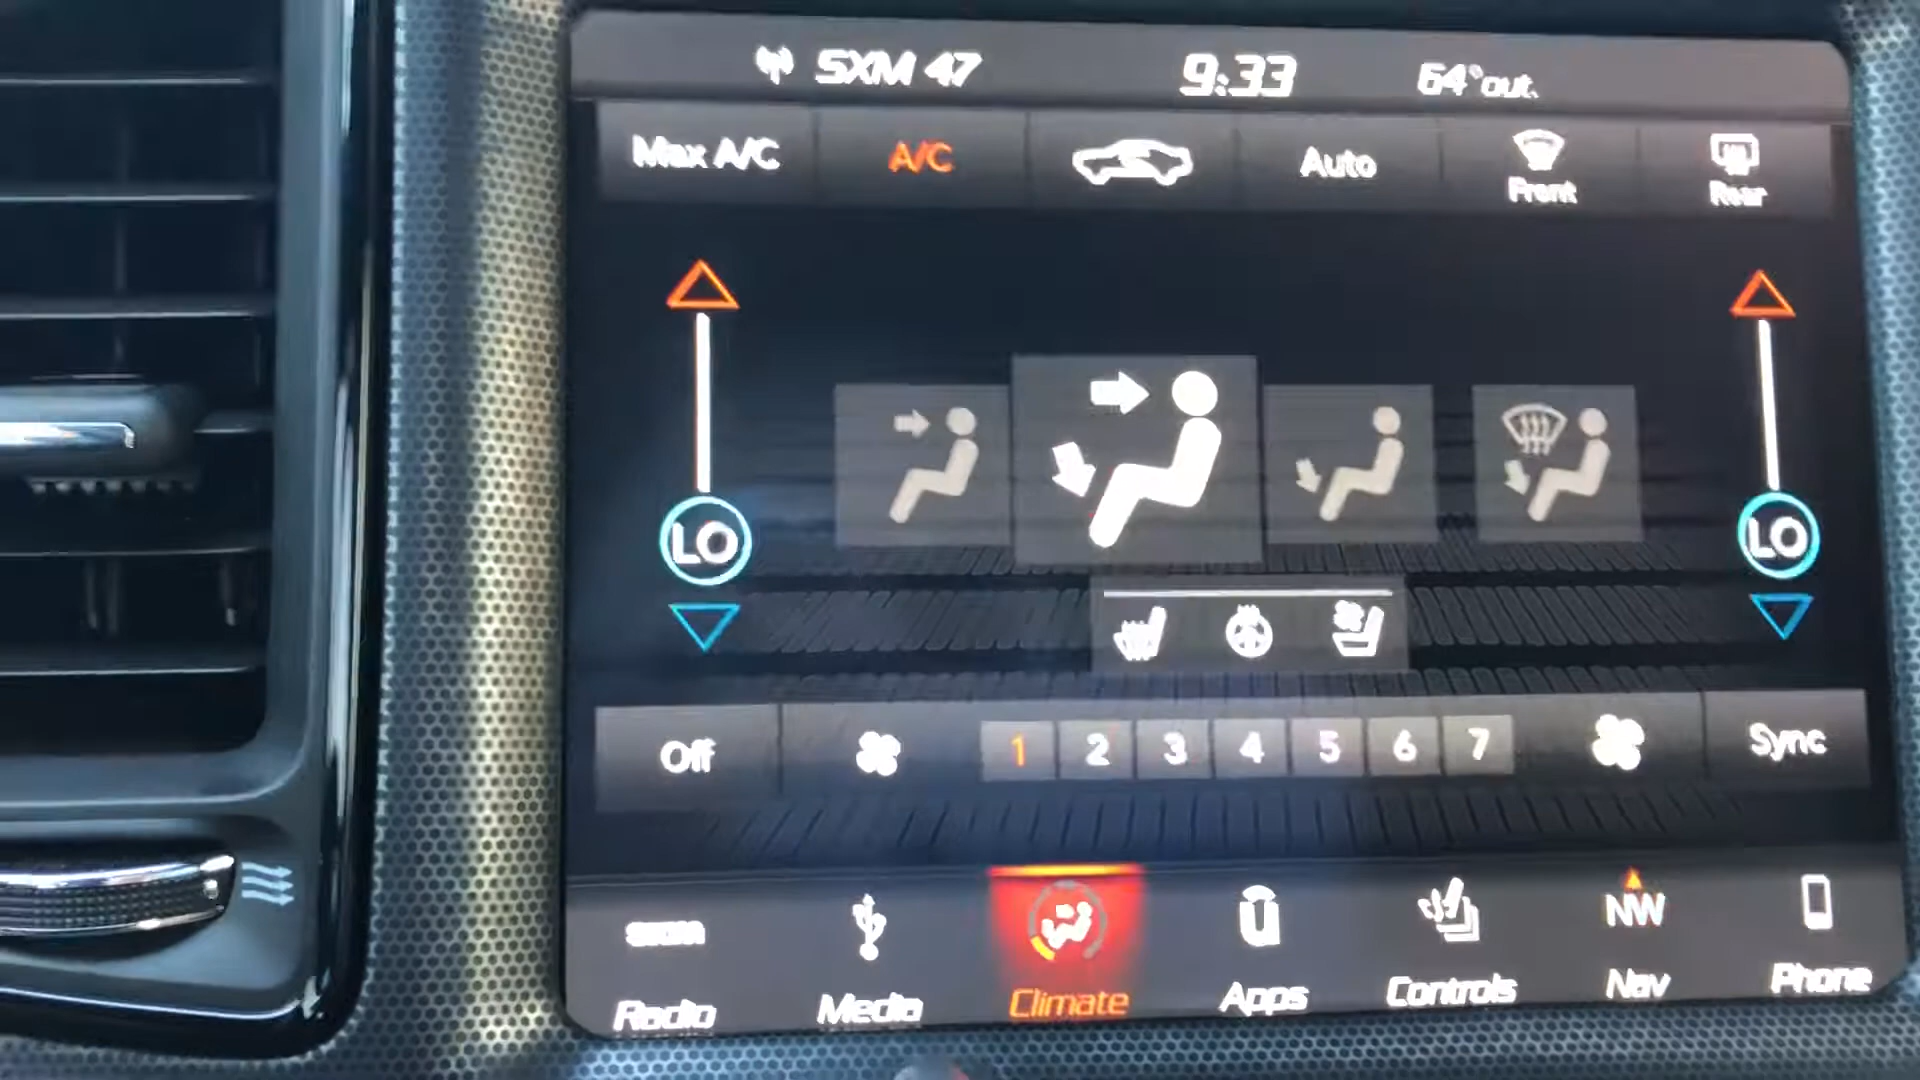 SXM 47 9:33 64°out.
Max A/C A/C Auto Front Rear
LO LO
Off 1 2 3 4 5 6 7 Sync
NW
Radio Media Climate Apps Controls Nav Phone